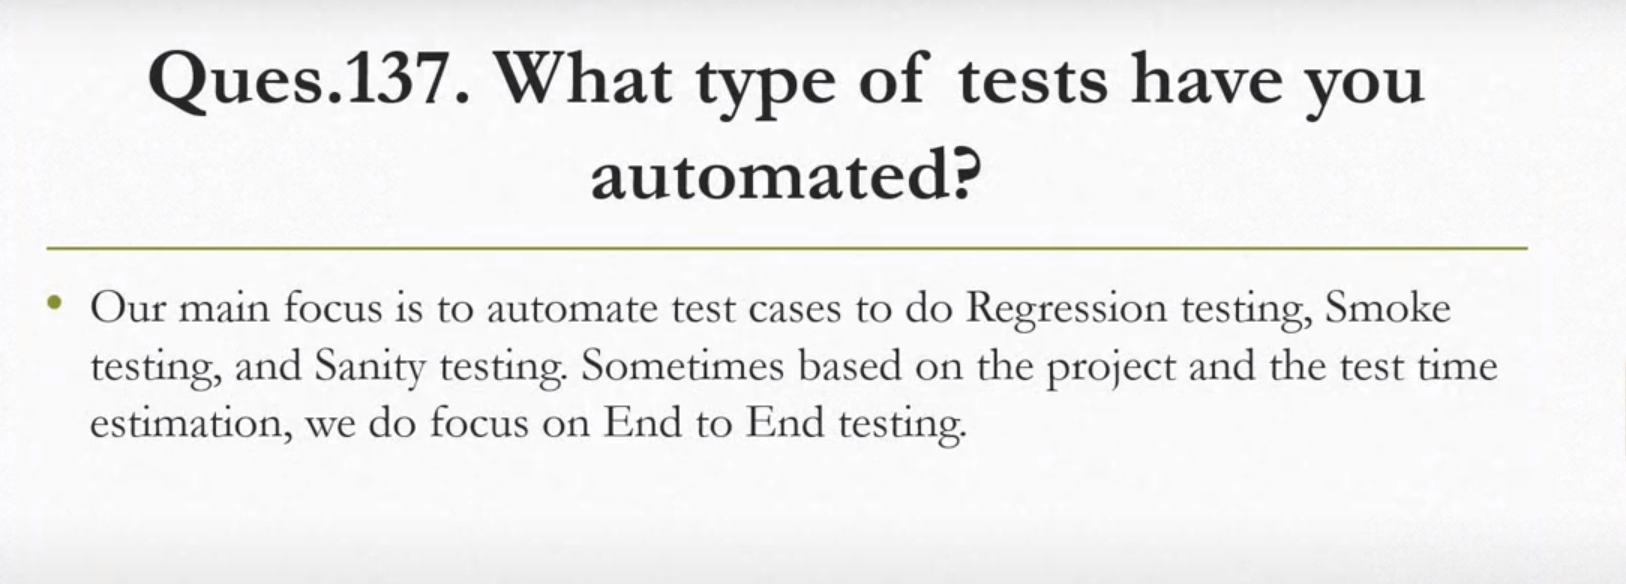 Ques.137. What type of tests have you
automated?
• Our main focus is to automate test cases to do Regression testing, Smoke
testing, and Sanity testing. Sometimes based on the project and the test time
estimation, we do focus on End to End testing.